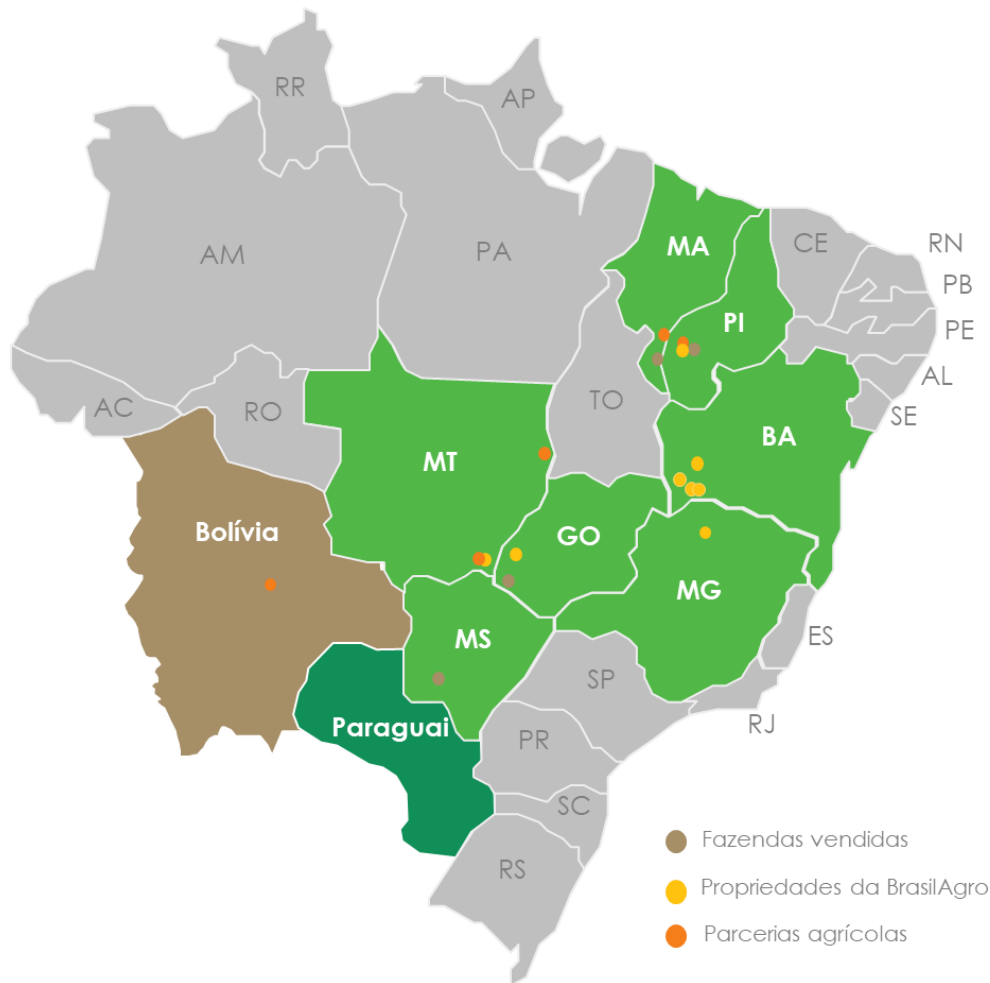 RR
AP
AM
PA
MA
CE
RN
PB
PI
PE
AL
AC
RO
TO
SE
BA
MT
Bolívia
GO
MG
MS
ES
SP
Paraguai
RJ
PR
SC
RS
Fazendas vendidas
Propriedades da BrasilAgro
Parcerias agrícolas